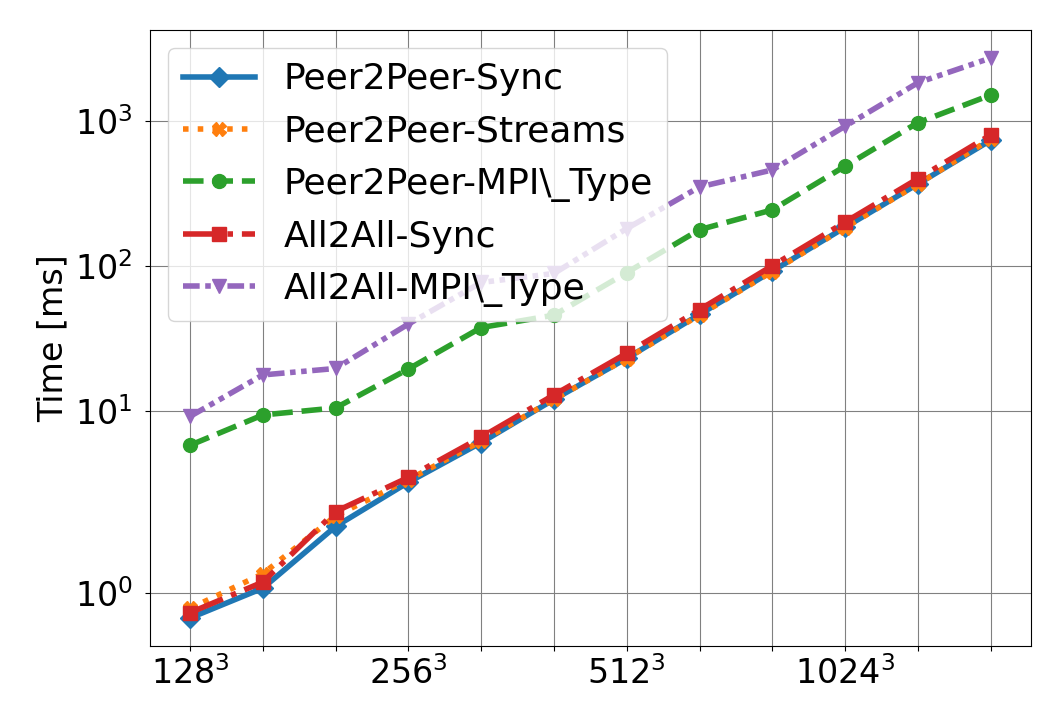 Time [ms]
10³
10²
10¹
10⁰
Peer2Peer-Sync
Peer2Peer-Streams
Peer2Peer-MPI\_Type
All2All-Sync
All2All-MPI\_Type
128³ 256³ 512³ 1024³